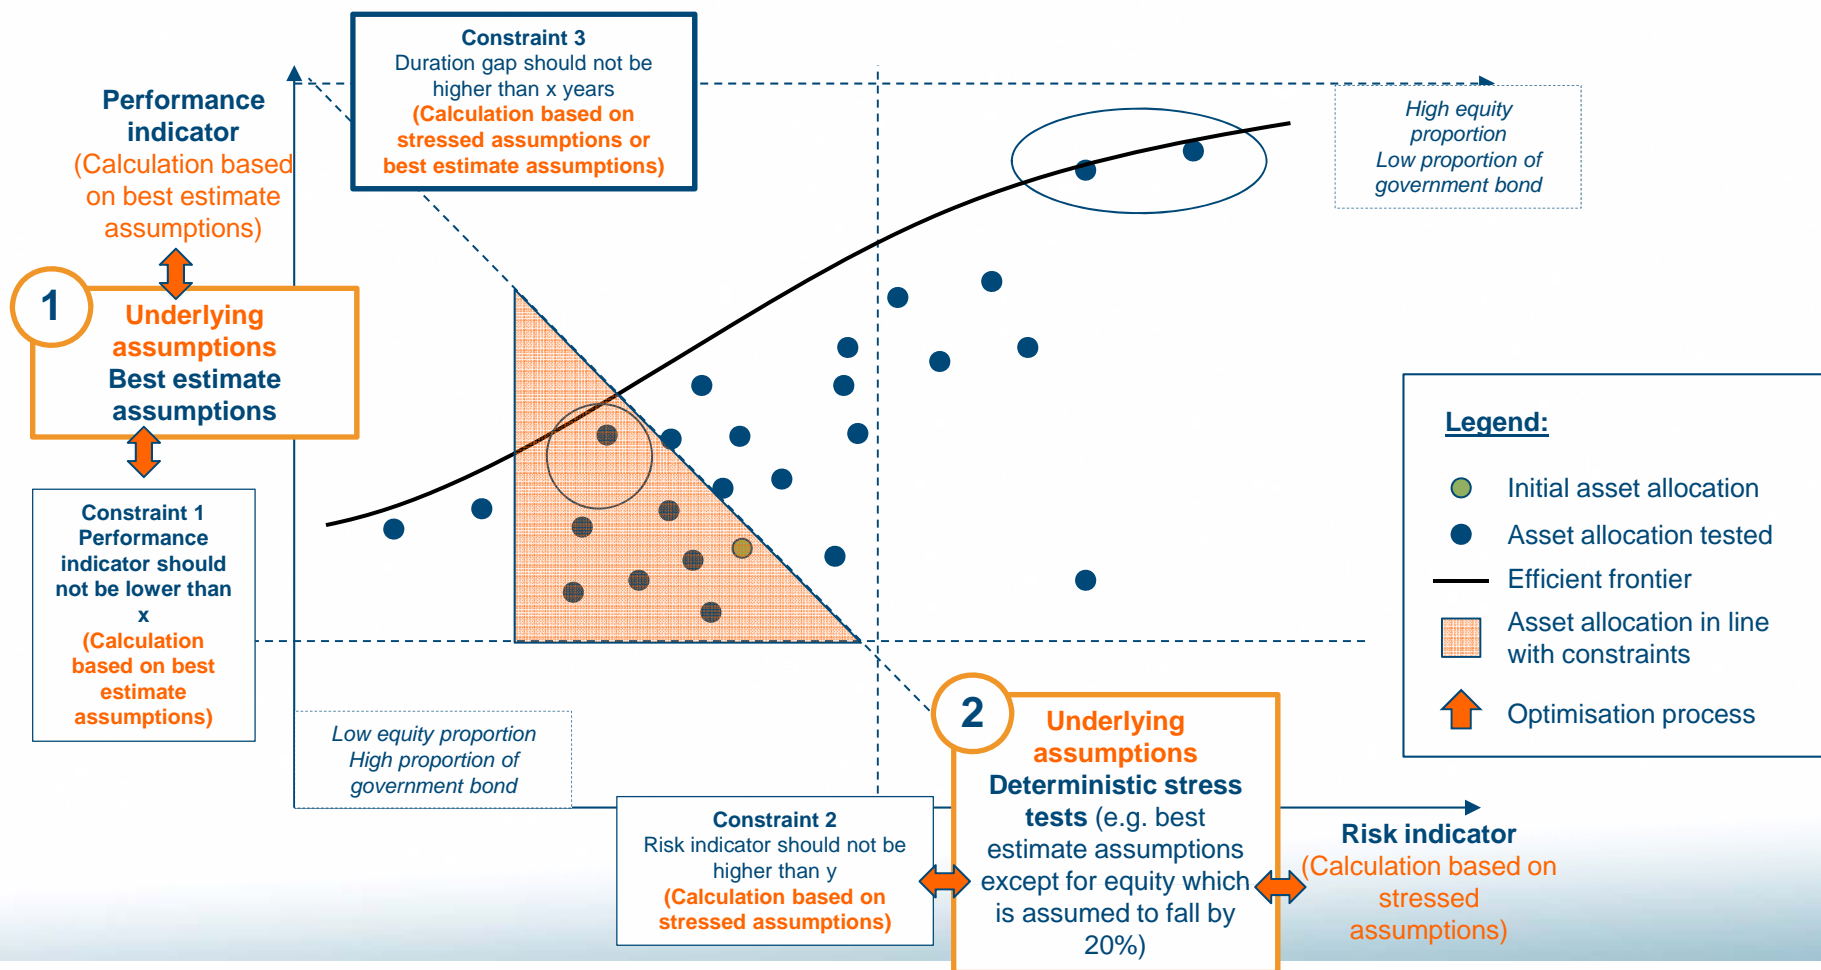 Constraint 3
Duration gap should not be
higher than x years
(Calculation based on
stressed assumptions or
best estimate assumptions)
Performance
indicator
(Calculation based
on best estimate
assumptions)
High equity
proportion
Low proportion of
government bond
1
Underlying
assumptions
Best estimate
assumptions
Constraint 1
Performance
indicator should
not be lower than
x
(Calculation
based on best
estimate
assumptions)
Legend:
Initial asset allocation
Asset allocation tested
Efficient frontier
Asset allocation in line
with constraints
Optimisation process
Low equity proportion
High proportion of
government bond
2
Underlying
assumptions
Deterministic stress
tests (e.g. best
estimate assumptions
except for equity which
is assumed to fall by
20%)
Constraint 2
Risk indicator should not be
higher than y
(Calculation based on
stressed assumptions)
Risk indicator
(Calculation based on
stressed
assumptions)